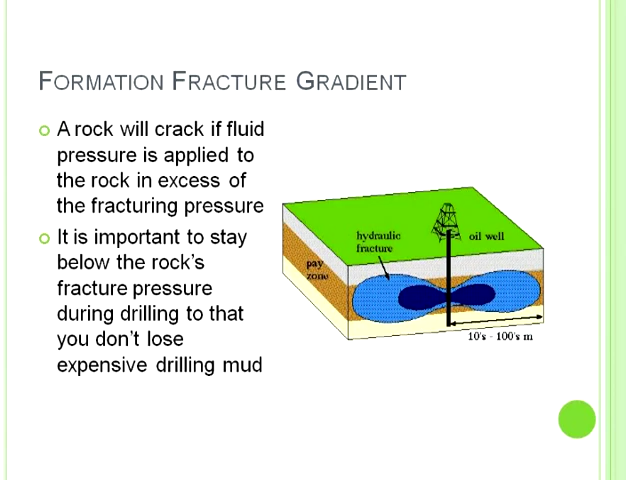 FORMATION FRACTURE GRADIENT
A rock will crack if fluid
pressure is applied to
the rock in excess of
the fracturing pressure
It is important to stay
below the rock's
fracture pressure
during drilling to that
you don't lose
expensive drilling mud
hydraulic
fracture
oil well
pay
zone
10's - 100's m